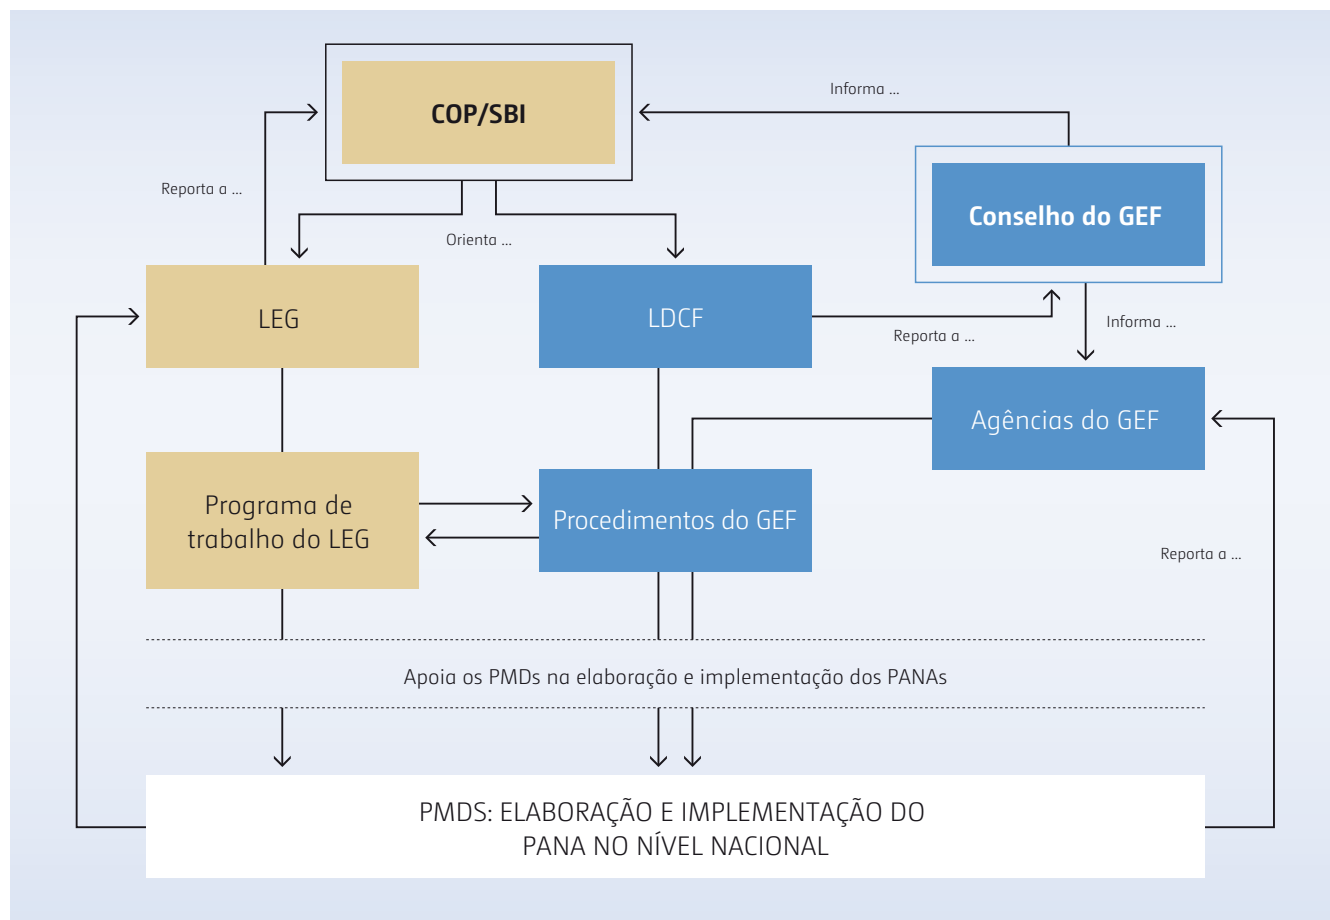 Informa ...
COP/SBI
Reporta a ...
Conselho do GEF
Orienta ...
LEG
LDCF
Informa ...
Reporta a ...
Agências do GEF
Programa de
trabalho do LEG
Procedimentos do GEF
Reporta a ...
Apoia os PMDs na elaboração e implementação dos PANAs
PMDS: ELABORAÇÃO E IMPLEMENTAÇÃO DO
PANA NO NÍVEL NACIONAL